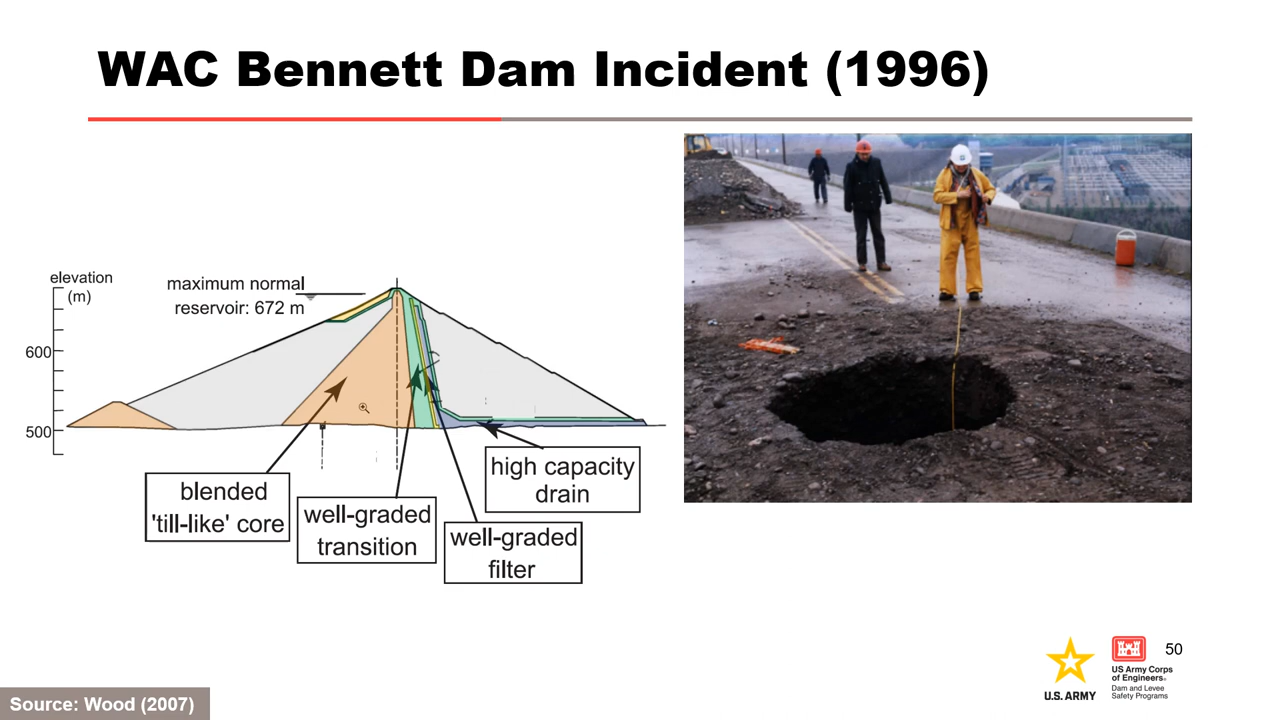 WAC Bennett Dam Incident (1996)
elevation
(m)
maximum normal
reservoir: 672 m
600
500
blended
'till-like' core
well-graded
transition
well-graded
filter
high capacity
drain
U.S. ARMY
US Army Corps
of Engineers®
Dam and Levee
Safety Programs
50
Source: Wood (2007)